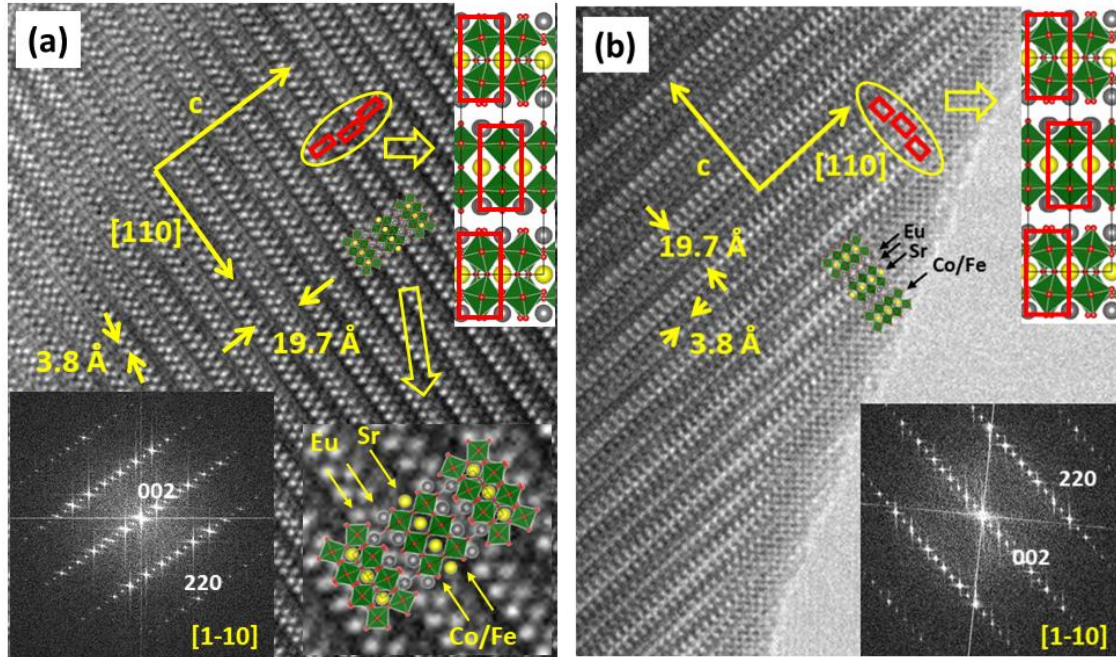 (a)
c
[110]
3.8 Å
19.7 Å
002
220
[1-10]
Eu
Sr
Co/Fe
(b)
c
[110]
19.7 Å
3.8 Å
Eu
Sr
Co/Fe
220
002
[1-10]